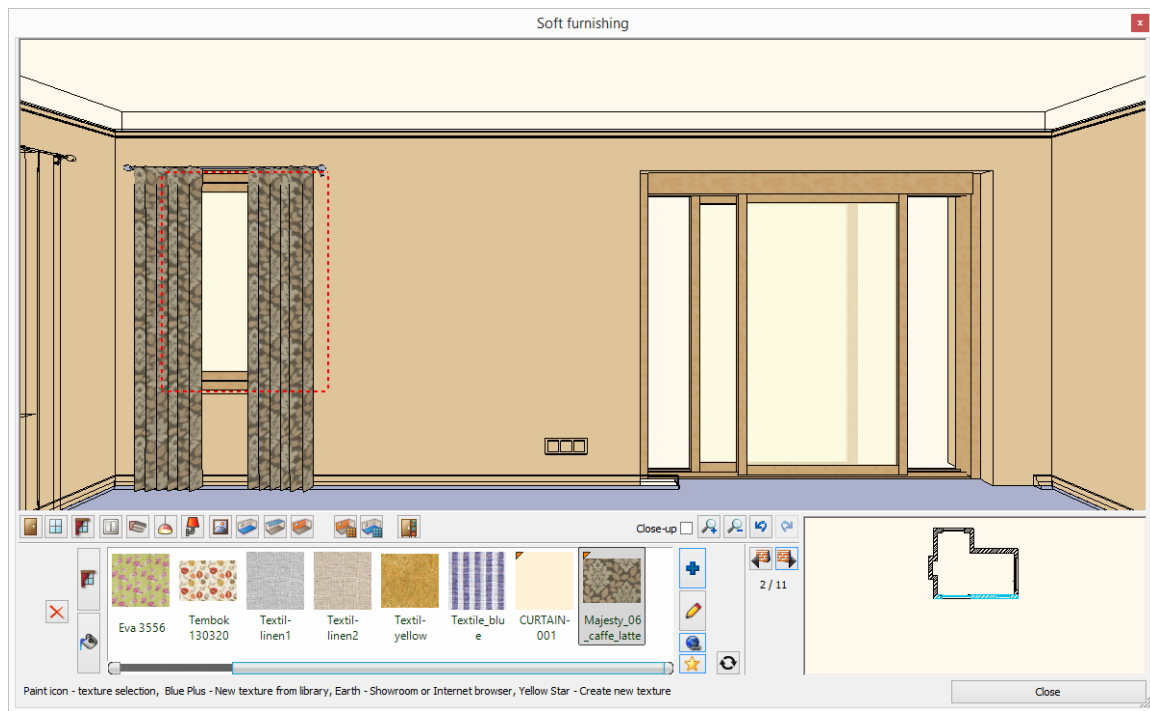 Soft furnishing
x
Close-up
2 / 11
Eva 3556
Tembok
130320
Textil-
linen1
Textil-
linen2
Textil-
yellow
Textile_blu
e
CURTAIN-
001
Majesty_06
_caffe_latte
Paint icon - texture selection, Blue Plus - New texture from library, Earth - Showroom or Internet browser, Yellow Star - Create new texture
Close